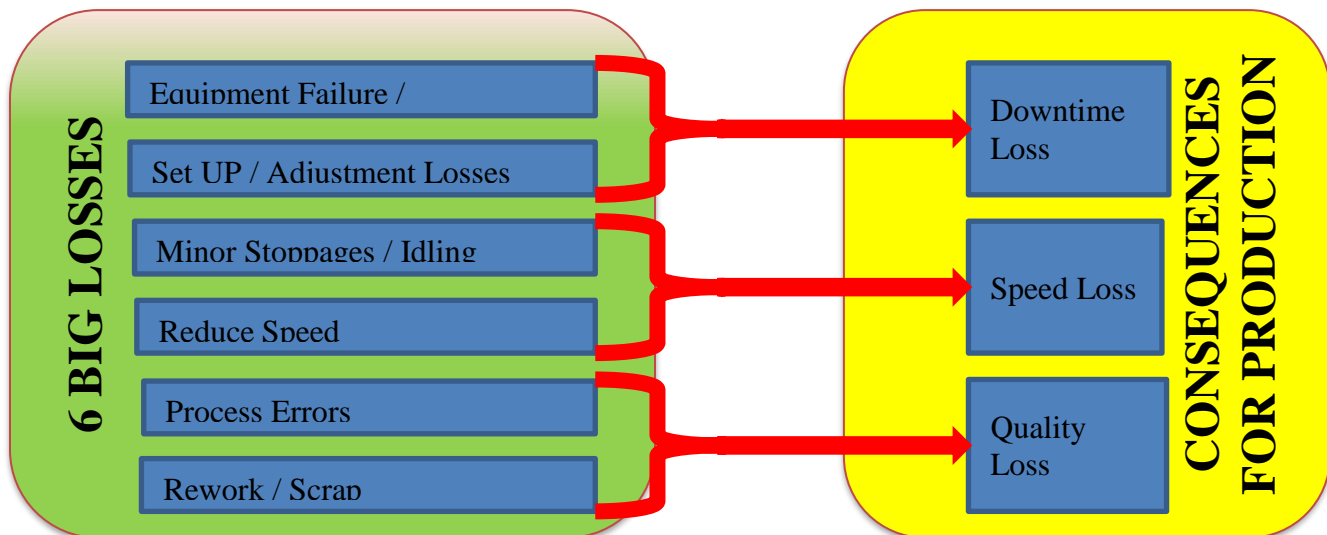 6 BIG LOSSES
Equipment Failure /
Set UP / Adjustment Losses
Minor Stoppages / Idling
Reduce Speed
Process Errors
Rework / Scrap
Downtime
Loss
Speed Loss
Quality
Loss
CONSEQUENCES
FOR PRODUCTION